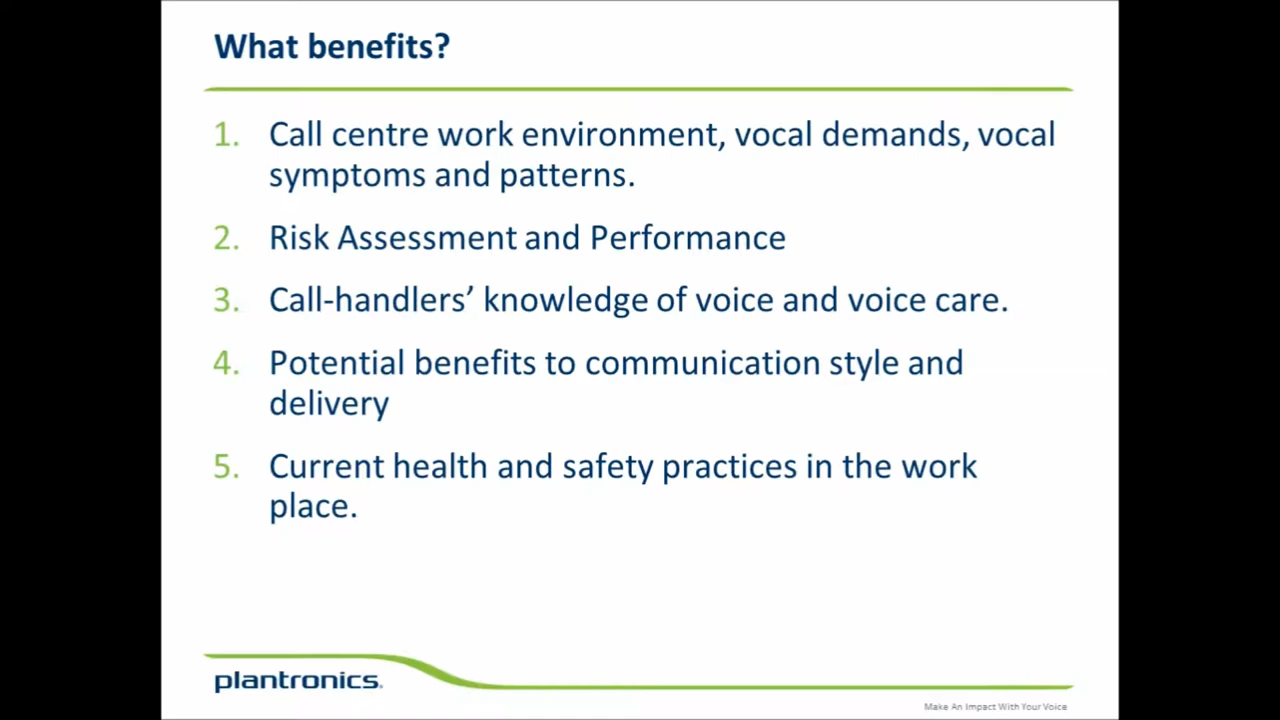 What benefits?
1. Call centre work environment, vocal demands, vocal
symptoms and patterns.
2. Risk Assessment and Performance
3. Call-handlers’ knowledge of voice and voice care.
4. Potential benefits to communication style and
delivery
5. Current health and safety practices in the work
place.
plantronics®
Make An Impact With Your Voice